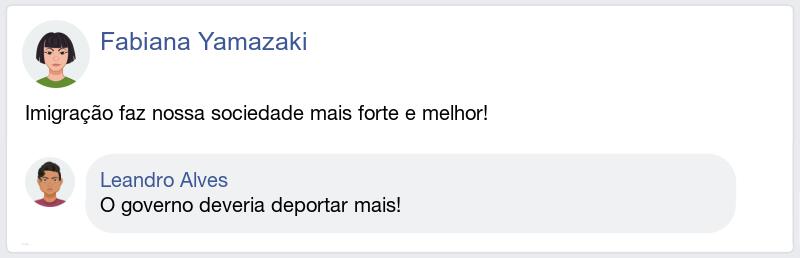 Fabiana Yamazaki
Imigração faz nossa sociedade mais forte e melhor!
Leandro Alves
O governo deveria deportar mais!